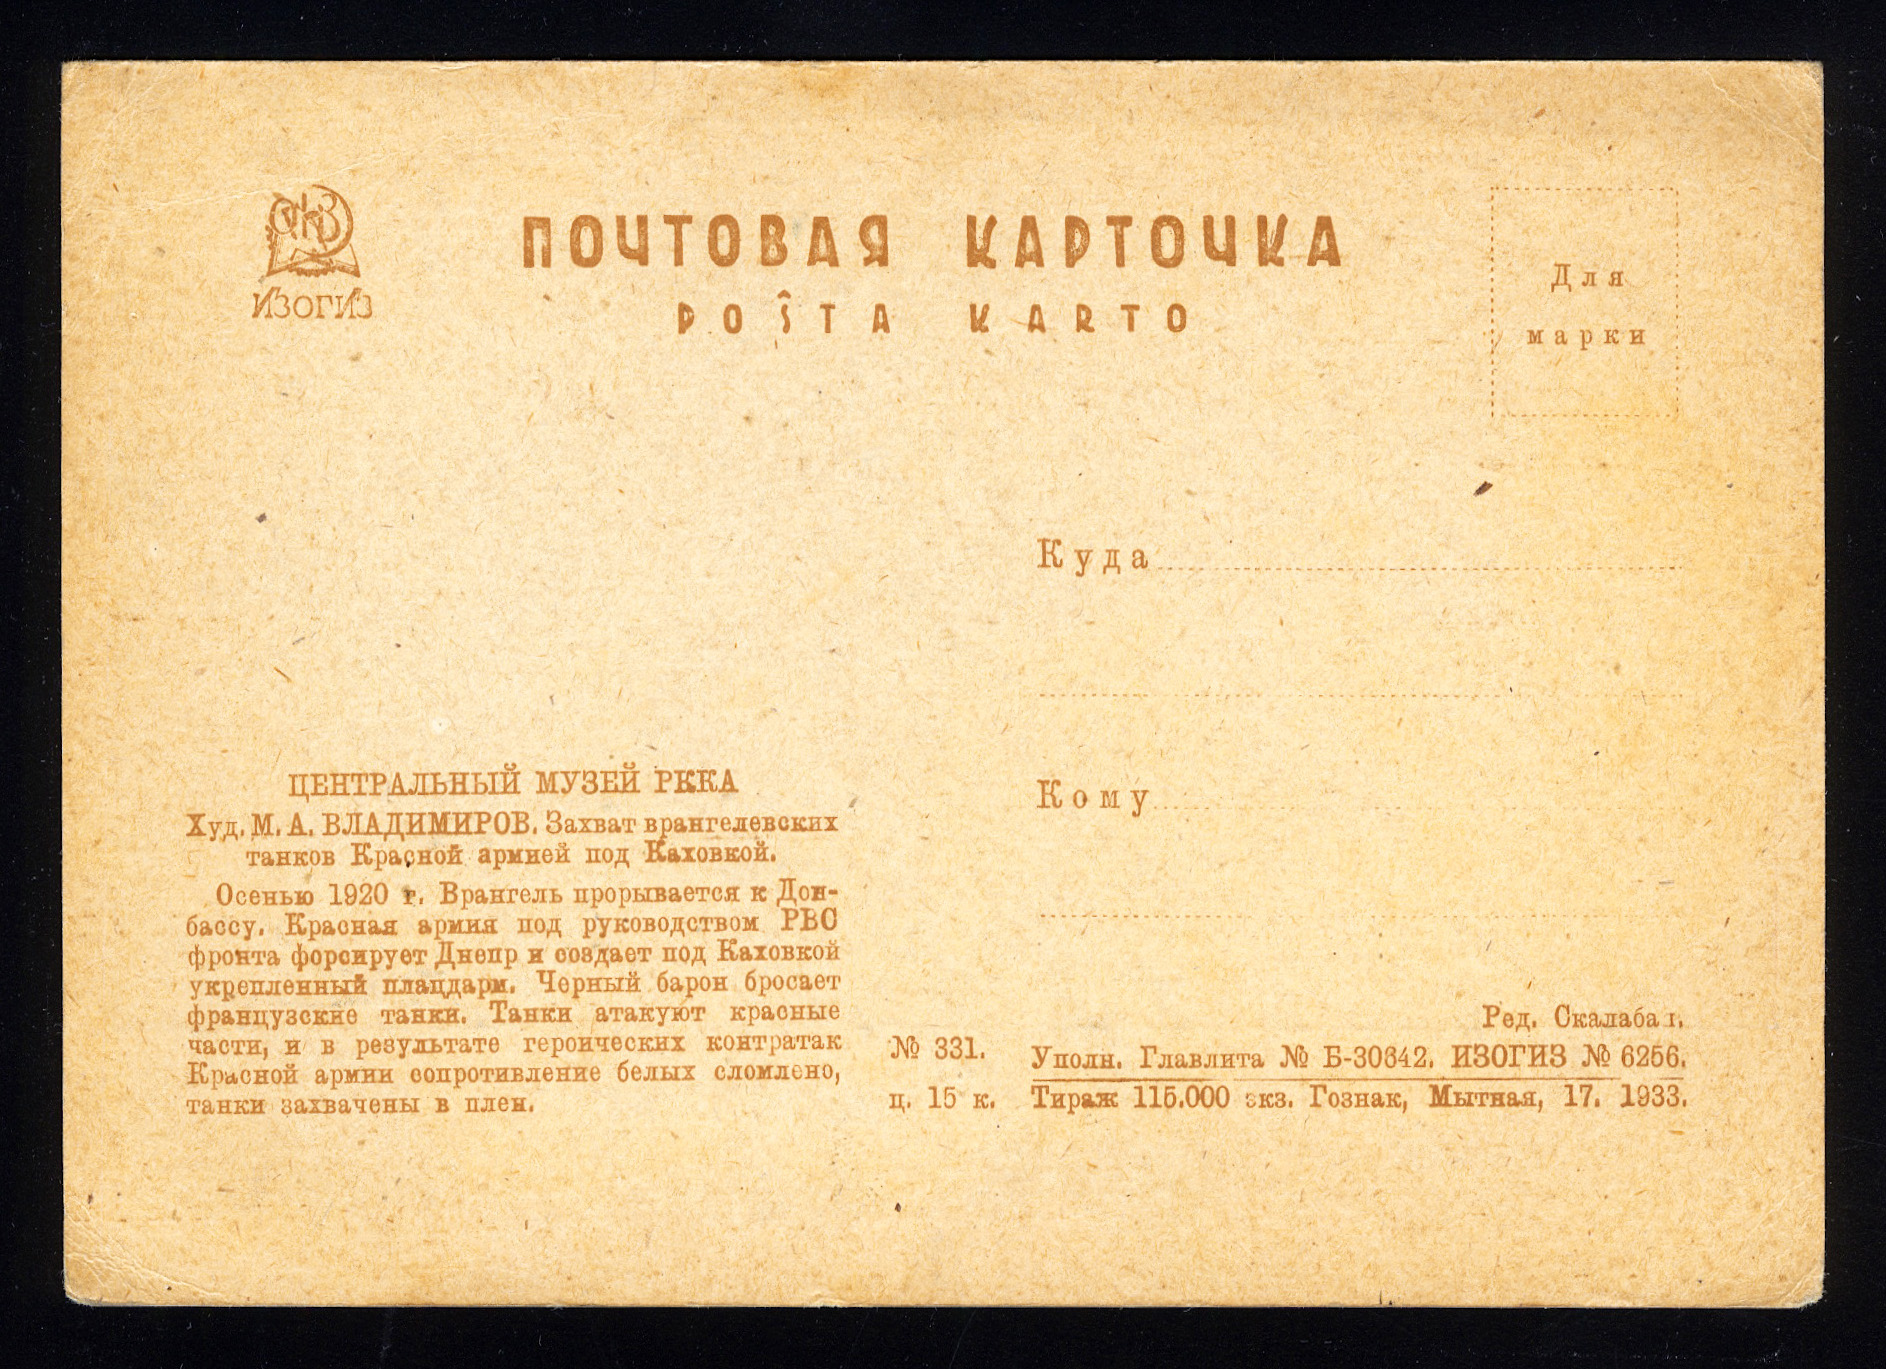 ИЗОГИЗ
ПОЧТОВАЯ КАРТОЧКА
POŜTA KARTO
Для
марки
Куда
Кому
ЦЕНТРАЛЬНЫЙ МУЗЕЙ РККА
Худ. М. А. ВЛАДИМИРОВ. Захват врангелевских
танков Красной армией под Каховкой.
Осенью 1920 г. Врангель прорывается к Дон-
бассу. Красная армия под руководством РВС
фронта форсирует Днепр и создает под Каховкой
укрепленный плацдарм. Черный барон бросает
французские танки. Танки атакуют красные
части, и в результате героических контратак
Красной армии сопротивление белых сломлено,
танки захвачены в плен.
№ 331.
ц. 15 к.
Ред. Скалабан.
Уполн. Главлита № Б-30642. ИЗОГИЗ № 6256.
Тираж 115.000 экз. Гознак, Мытная, 17. 1933.